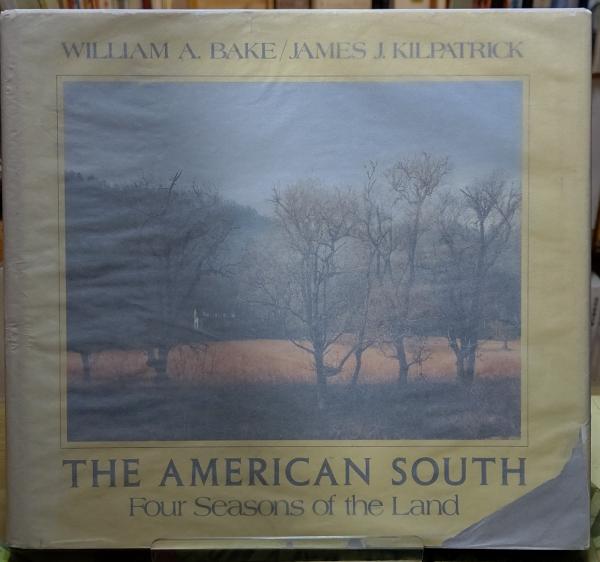 WILLIAM A. BAKE/JAMES J. KILPATRICK
THE AMERICAN SOUTH
Four Seasons of the Land